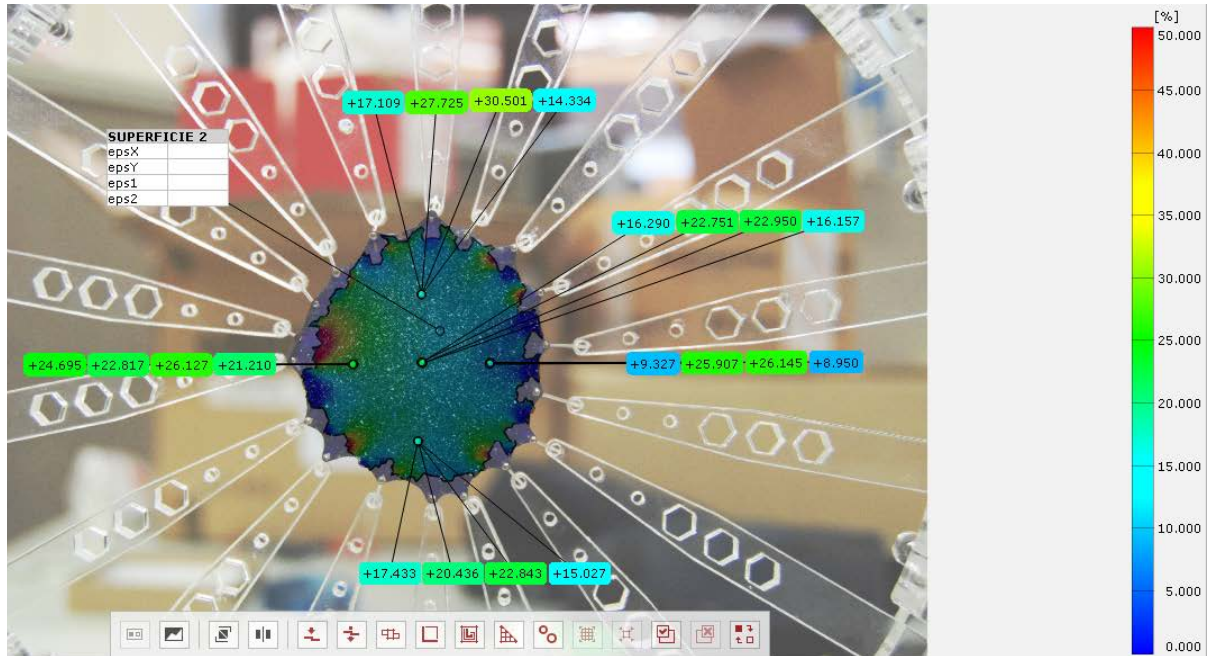 [%]
50.000
+17.109 +27.725 +30.501 +14.334
45.000
SUPERFICIE 2
epsX
epsY
eps1
eps2
40.000
35.000
+16.290 +22.751 +22.950 +16.157
30.000
25.000
+24.695 +22.817 +26.127 +21.210
+9.327 +25.907 +26.145 +8.950
20.000
15.000
10.000
+17.433 +20.436 +22.843 +15.027
5.000
0.000